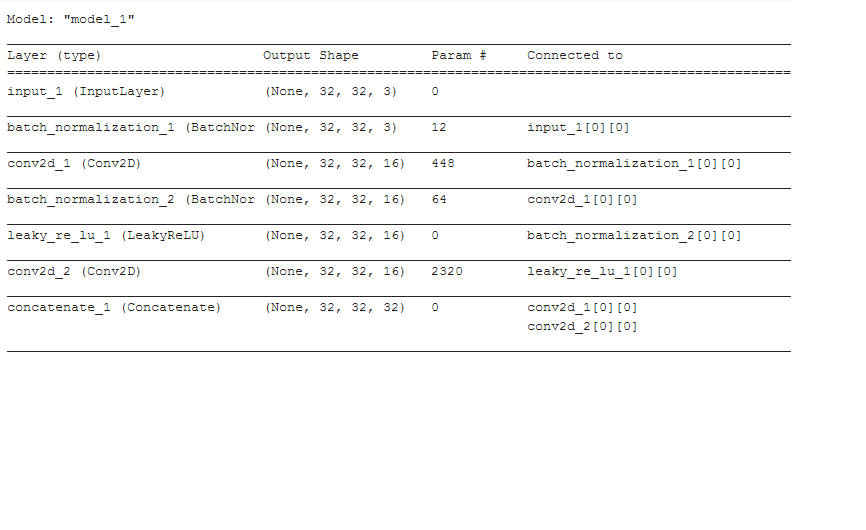 Model: "model_1"
Layer (type) Output Shape Param # Connected to
input_1 (InputLayer) (None, 32, 32, 3) 0
batch_normalization_1 (BatchNor (None, 32, 32, 3) 12 input_1[0][0]
conv2d_1 (Conv2D) (None, 32, 32, 16) 448 batch_normalization_1[0][0]
batch_normalization_2 (BatchNor (None, 32, 32, 16) 64 conv2d_1[0][0]
leaky_re_lu_1 (LeakyReLU) (None, 32, 32, 16) 0 batch_normalization_2[0][0]
conv2d_2 (Conv2D) (None, 32, 32, 16) 2320 leaky_re_lu_1[0][0]
concatenate_1 (Concatenate) (None, 32, 32, 32) 0 conv2d_1[0][0]
conv2d_2[0][0]